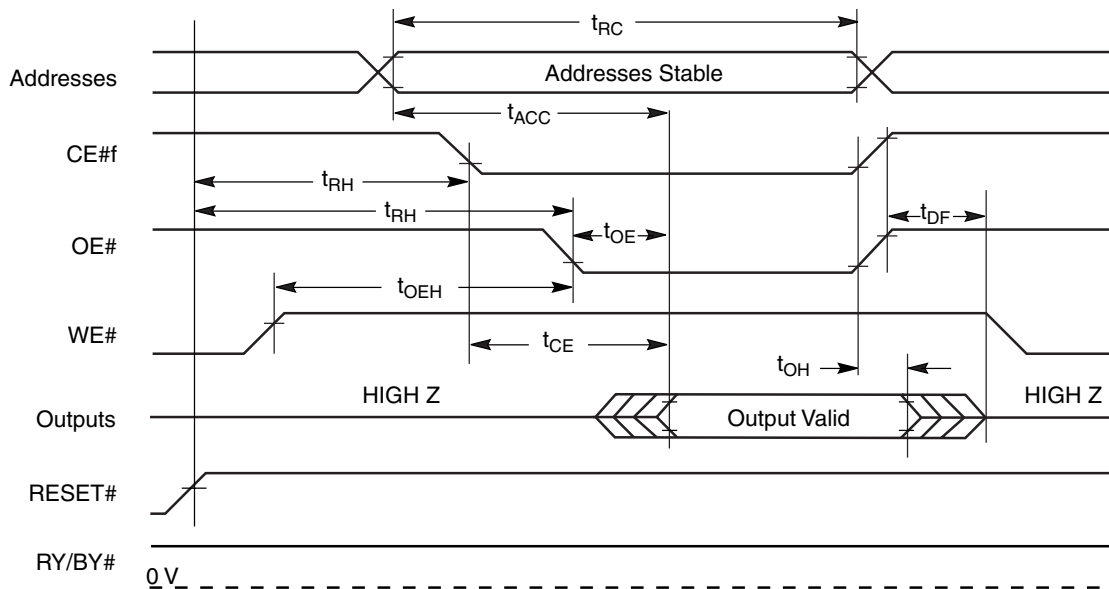 tRC
Addresses
Addresses Stable
tACC
CE#f
tRH
tRH
tDF
OE#
tOE
tOEH
WE#
tCE
tOH
HIGH Z
HIGH Z
Outputs
Output Valid
RESET#
RY/BY#
0 V